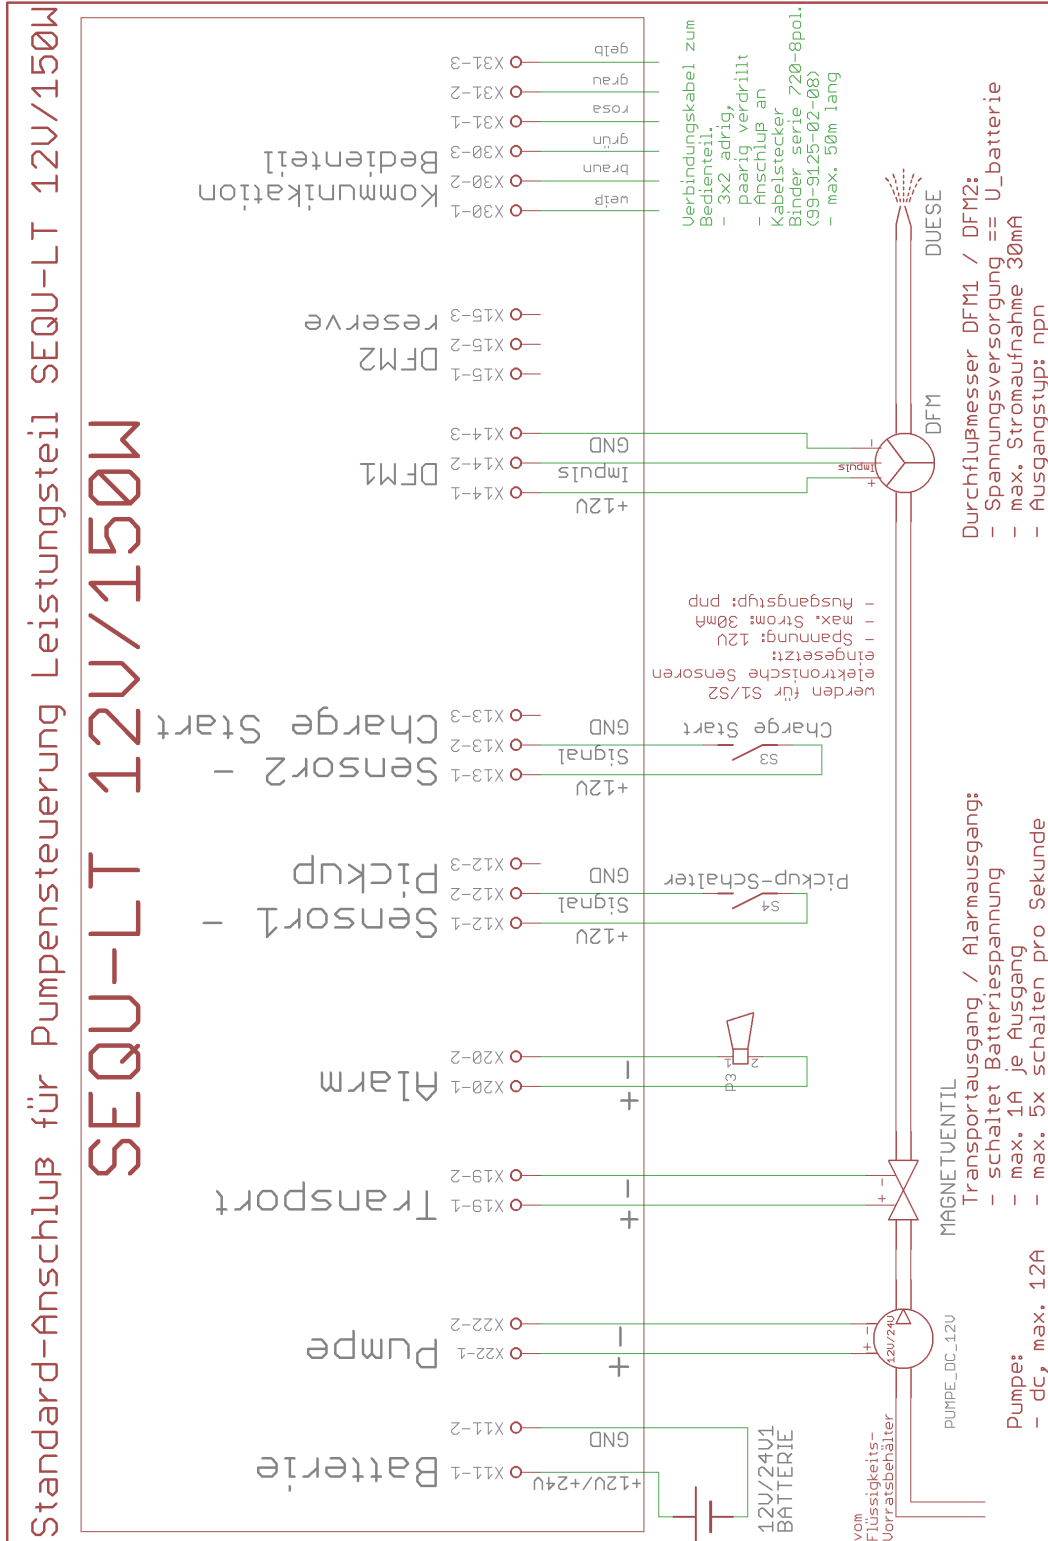 Standard-Anschluß für Pumpensteuerung Leistungsteil SEQU-LT 12V/150W
SEQU-LT 12V/150W
Batterie
X11-1
X11-2
+12V/+24V
GND
12V/24V1
BATTERIE
Pumpe
X22-1
X22-2
+
-
+
-
12V/24V
PUMPE_DC_12V
vom
Flüssigkeits-
Vorratsbehälter
Pumpe:
- dc, max. 12A
Transport
X19-1
X19-2
+
-
+
-
MAGNETVENTIL
Alarm
X20-1
X20-2
+
-
P3
1
2
Transportausgang / Alarmausgang:
- schaltet Batteriespannung
- max. 1A je Ausgang
- max. 5x schalten pro Sekunde
Sensor1 -
Pickup
X12-1
X12-2
X12-3
+12V
Signal
GND
S4
Pickup-Schalter
Sensor2 -
Charge Start
X13-1
X13-2
X13-3
+12V
Signal
GND
S3
Charge Start
werden für S1/S2
elektronische Sensoren
eingesetzt:
- Spannung: 12V
- max. Strom: 30mA
- Ausgangstyp: pnp
DFM1
X14-1
X14-2
X14-3
+12V
Impuls
GND
+
Impuls
-
DFM
DFM2
reserve
X15-1
X15-2
X15-3
DUESE
Durchflußmesser DFM1 / DFM2:
- Spannungsversorgung == U_batterie
- max. Stromaufnahme 30mA
- Ausgangstyp: npn
Kommunikation
Bedienteil
X30-1
X30-2
X30-3
X31-1
X31-2
X31-3
weiß
braun
grün
rosa
grau
gelb
Verbindungskabel zum
Bedienteil.
- 3x2 adrig,
paarig verdrillt
- Anschluß an
Kabelstecker
Binder serie 720-8pol.
(99-9125-02-08)
- max. 50m lang